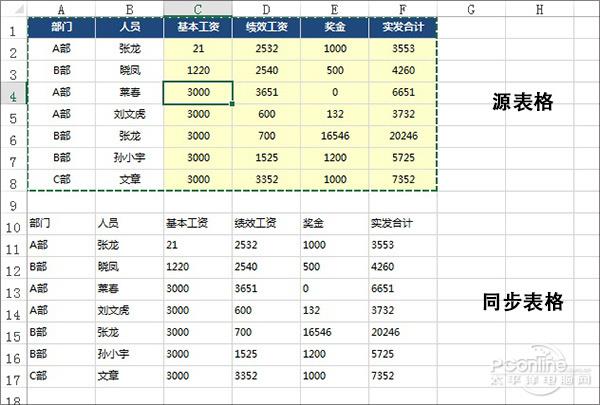 A B C D E F G H
1 部门 人员 基本工资 绩效工资 奖金 实发合计
2 A部 张龙 21 2532 1000 3553
3 B部 晓凤 1220 2540 500 4260
4 A部 葉春 3000 3651 0 6651
源表格
5 A部 刘文虎 3000 600 132 3732
6 B部 张龙 3000 700 16546 20246
7 B部 孙小宇 3000 1525 1200 5725
8 C部 文章 3000 3352 1000 7352
9
10 部门 人员 基本工资 绩效工资 奖金 实发合计
11 A部 张龙 21 2532 1000 3553
12 B部 晓凤 1220 2540 500 4260
13 A部 葉春 3000 3651 0 6651
14 A部 刘文虎 3000 600 132 3732
同步表格
15 B部 张龙 3000 700 16546 20246
16 B部 孙小宇 3000 1525 1200 5725
17 C部 文章 3000 3352 1000 7352
18
PConline
太平洋电脑网